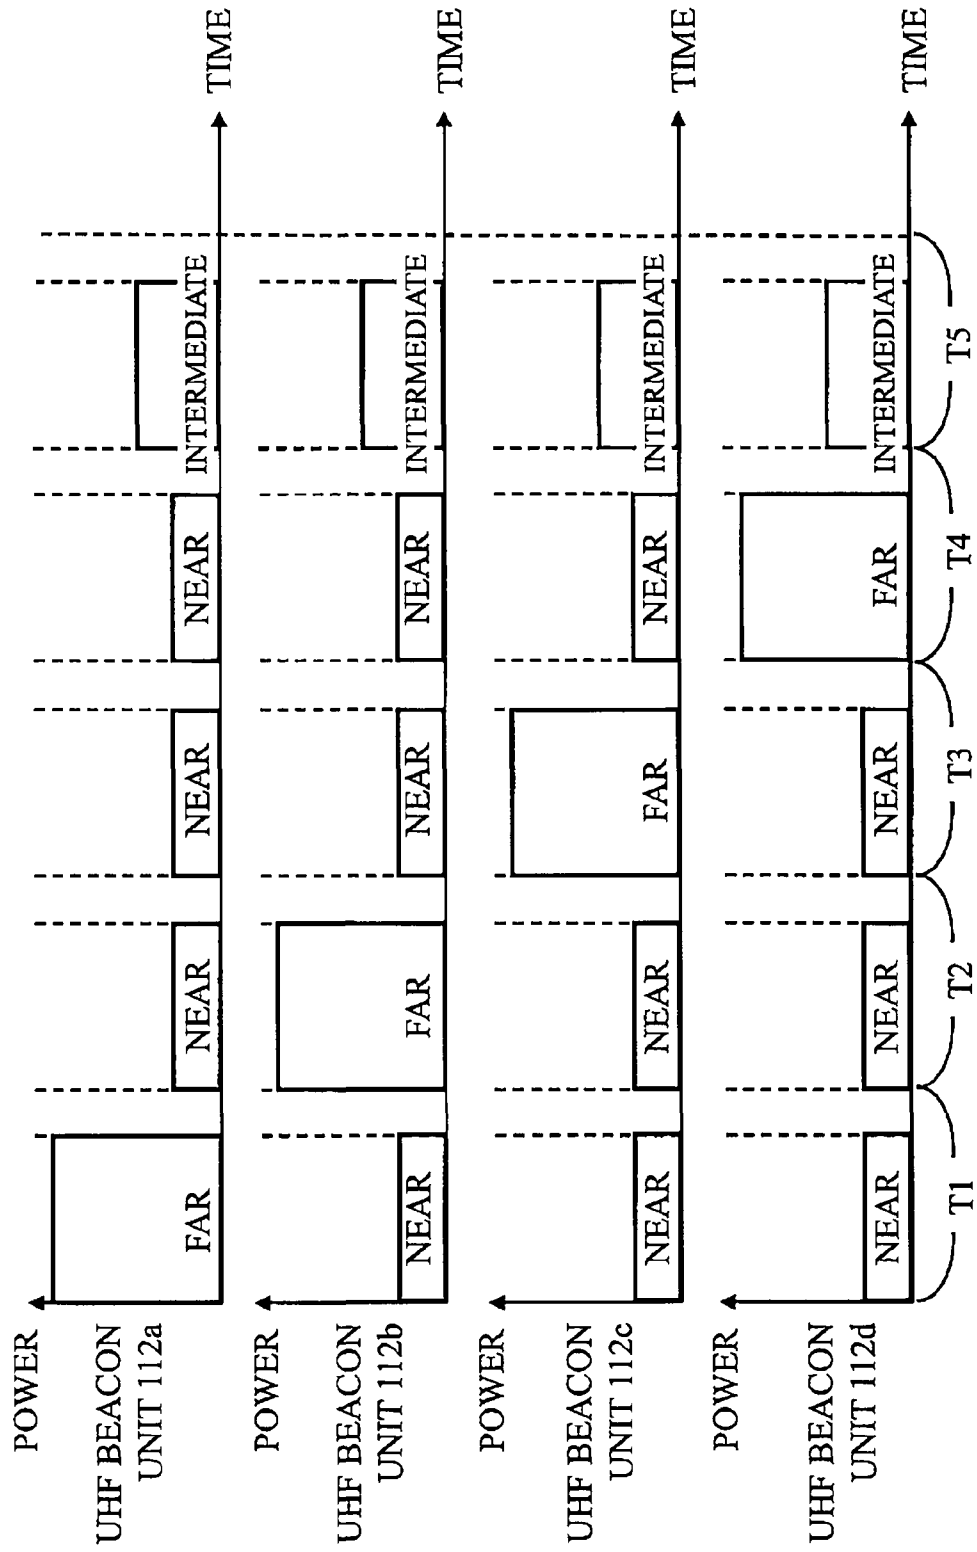 POWER
UHF BEACON
UNIT 112a
FAR
NEAR
NEAR
NEAR
INTERMEDIATE
TIME
POWER
UHF BEACON
UNIT 112b
NEAR
FAR
NEAR
NEAR
INTERMEDIATE
TIME
POWER
UHF BEACON
UNIT 112c
NEAR
NEAR
FAR
NEAR
INTERMEDIATE
TIME
POWER
UHF BEACON
UNIT 112d
NEAR
NEAR
NEAR
FAR
INTERMEDIATE
TIME
T1
T2
T3
T4
T5